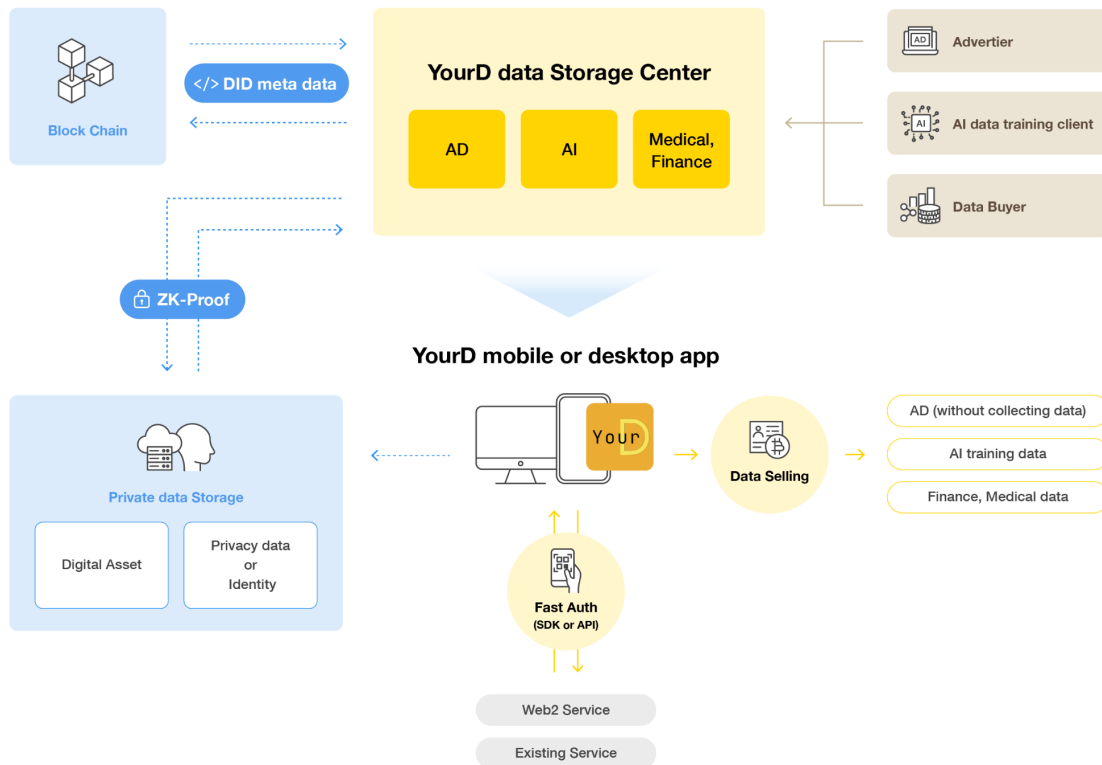 Block Chain
</> DID meta data
YourD data Storage Center
AD
AI
Medical,
Finance
AD
Advertier
AI
AI data training client
Data Buyer
ZK-Proof
YourD mobile or desktop app
Private data Storage
Digital Asset
Privacy data
or
Identity
Your D
Data Selling
AD (without collecting data)
AI training data
Finance, Medical data
Fast Auth
(SDK or API)
Web2 Service
Existing Service